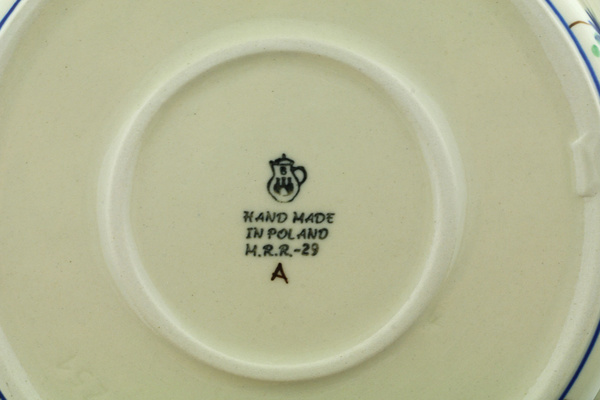 B
HAND MADE
IN POLAND
M.R.R.-29
A